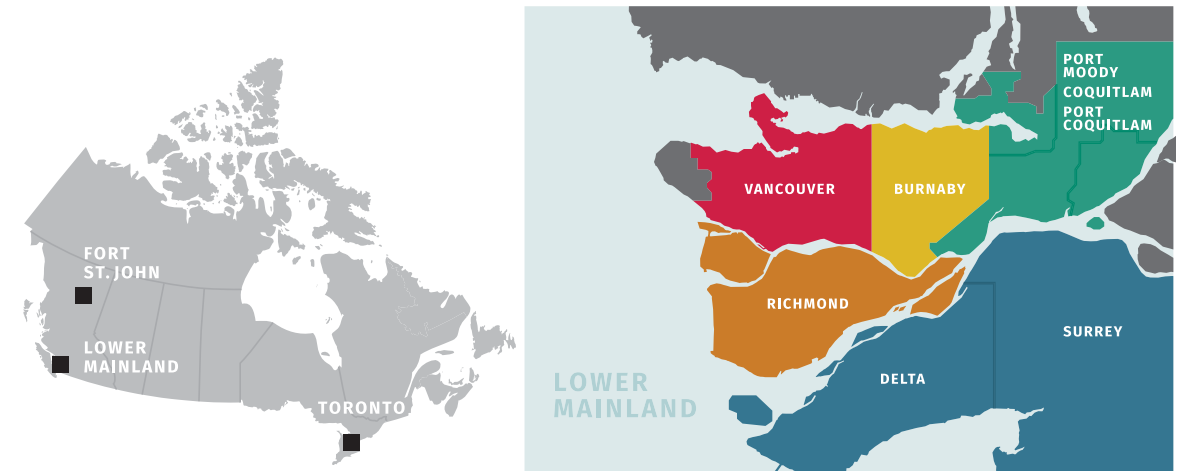 FORT
ST. JOHN
LOWER
MAINLAND
TORONTO
PORT
MOODY
COQUITLAM
PORT
COQUITLAM
VANCOUVER
BURNABY
RICHMOND
SURREY
DELTA
LOWER
MAINLAND